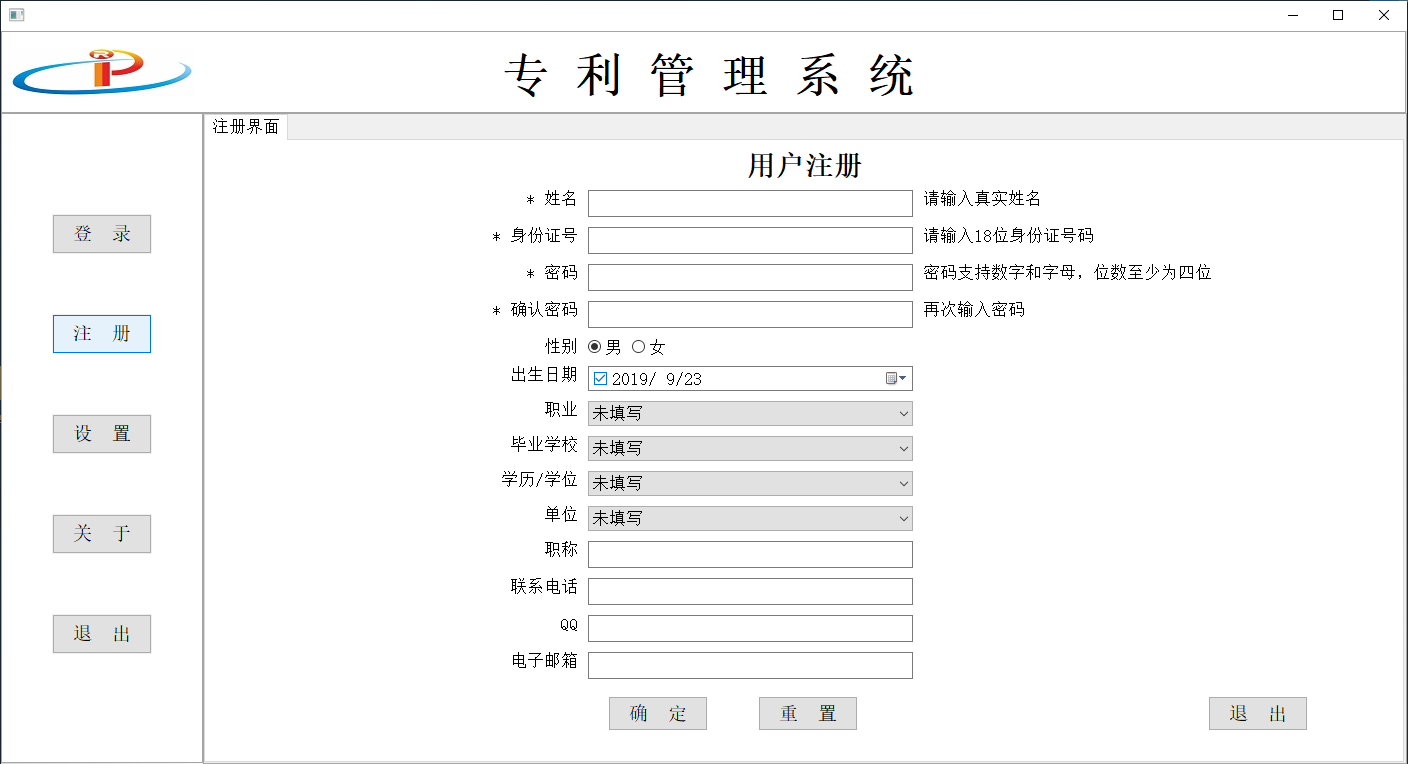 专 利 管 理 系 统
登 录
注 册
设 置
关 于
退 出
注册界面
用户注册
* 姓名 请输入真实姓名
* 身份证号 请输入18位身份证号码
* 密码 密码支持数字和字母，位数至少为四位
* 确认密码 再次输入密码
性别 男 女
出生日期 2019/ 9/23
职业 未填写
毕业学校 未填写
学历/学位 未填写
单位 未填写
职称
联系电话
QQ
电子邮箱
确 定 重 置 退 出